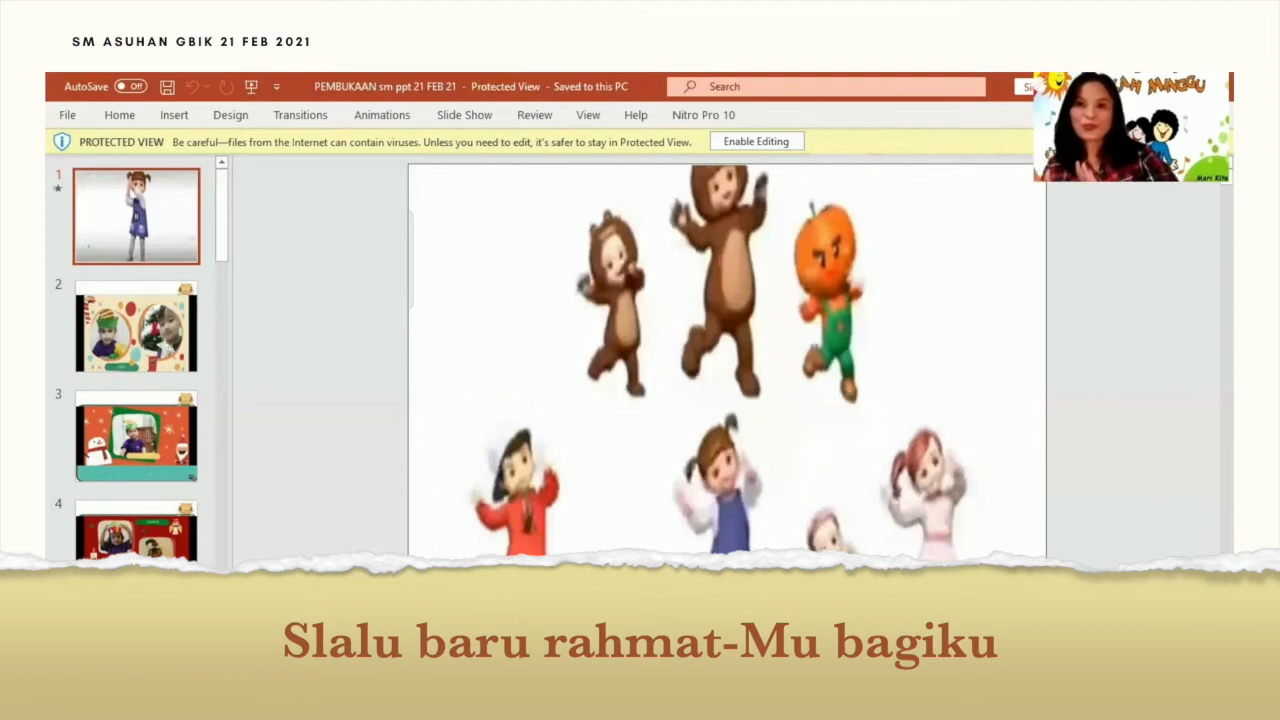 SM ASUHAN GBIK 21 FEB 2021
AutoSave Off PEMBUKAAN sm ppt 21 FEB 21 - Protected View - Saved to this PC Search
MINGGU
File Home Insert Design Transitions Animations Slide Show Review View Help Nitro Pro 10
PROTECTED VIEW Be careful—files from the Internet can contain viruses. Unless you need to edit, it's safer to stay in Protected View. Enable Editing
Mari Kita
1
2
3
4
Slalu baru rahmat-Mu bagiku